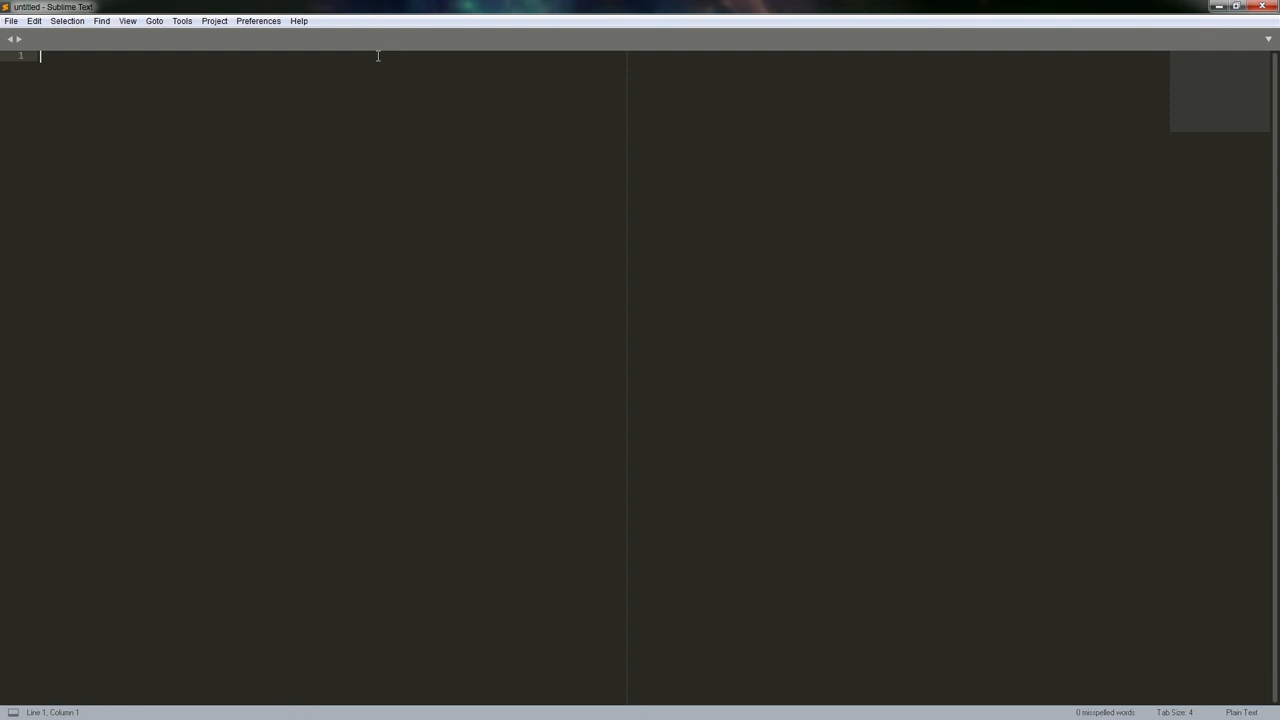 untitled - Sublime Text
File Edit Selection Find View Goto Tools Project Preferences Help
1
Line 1, Column 1 0 misspelled words Tab Size: 4 Plain Text